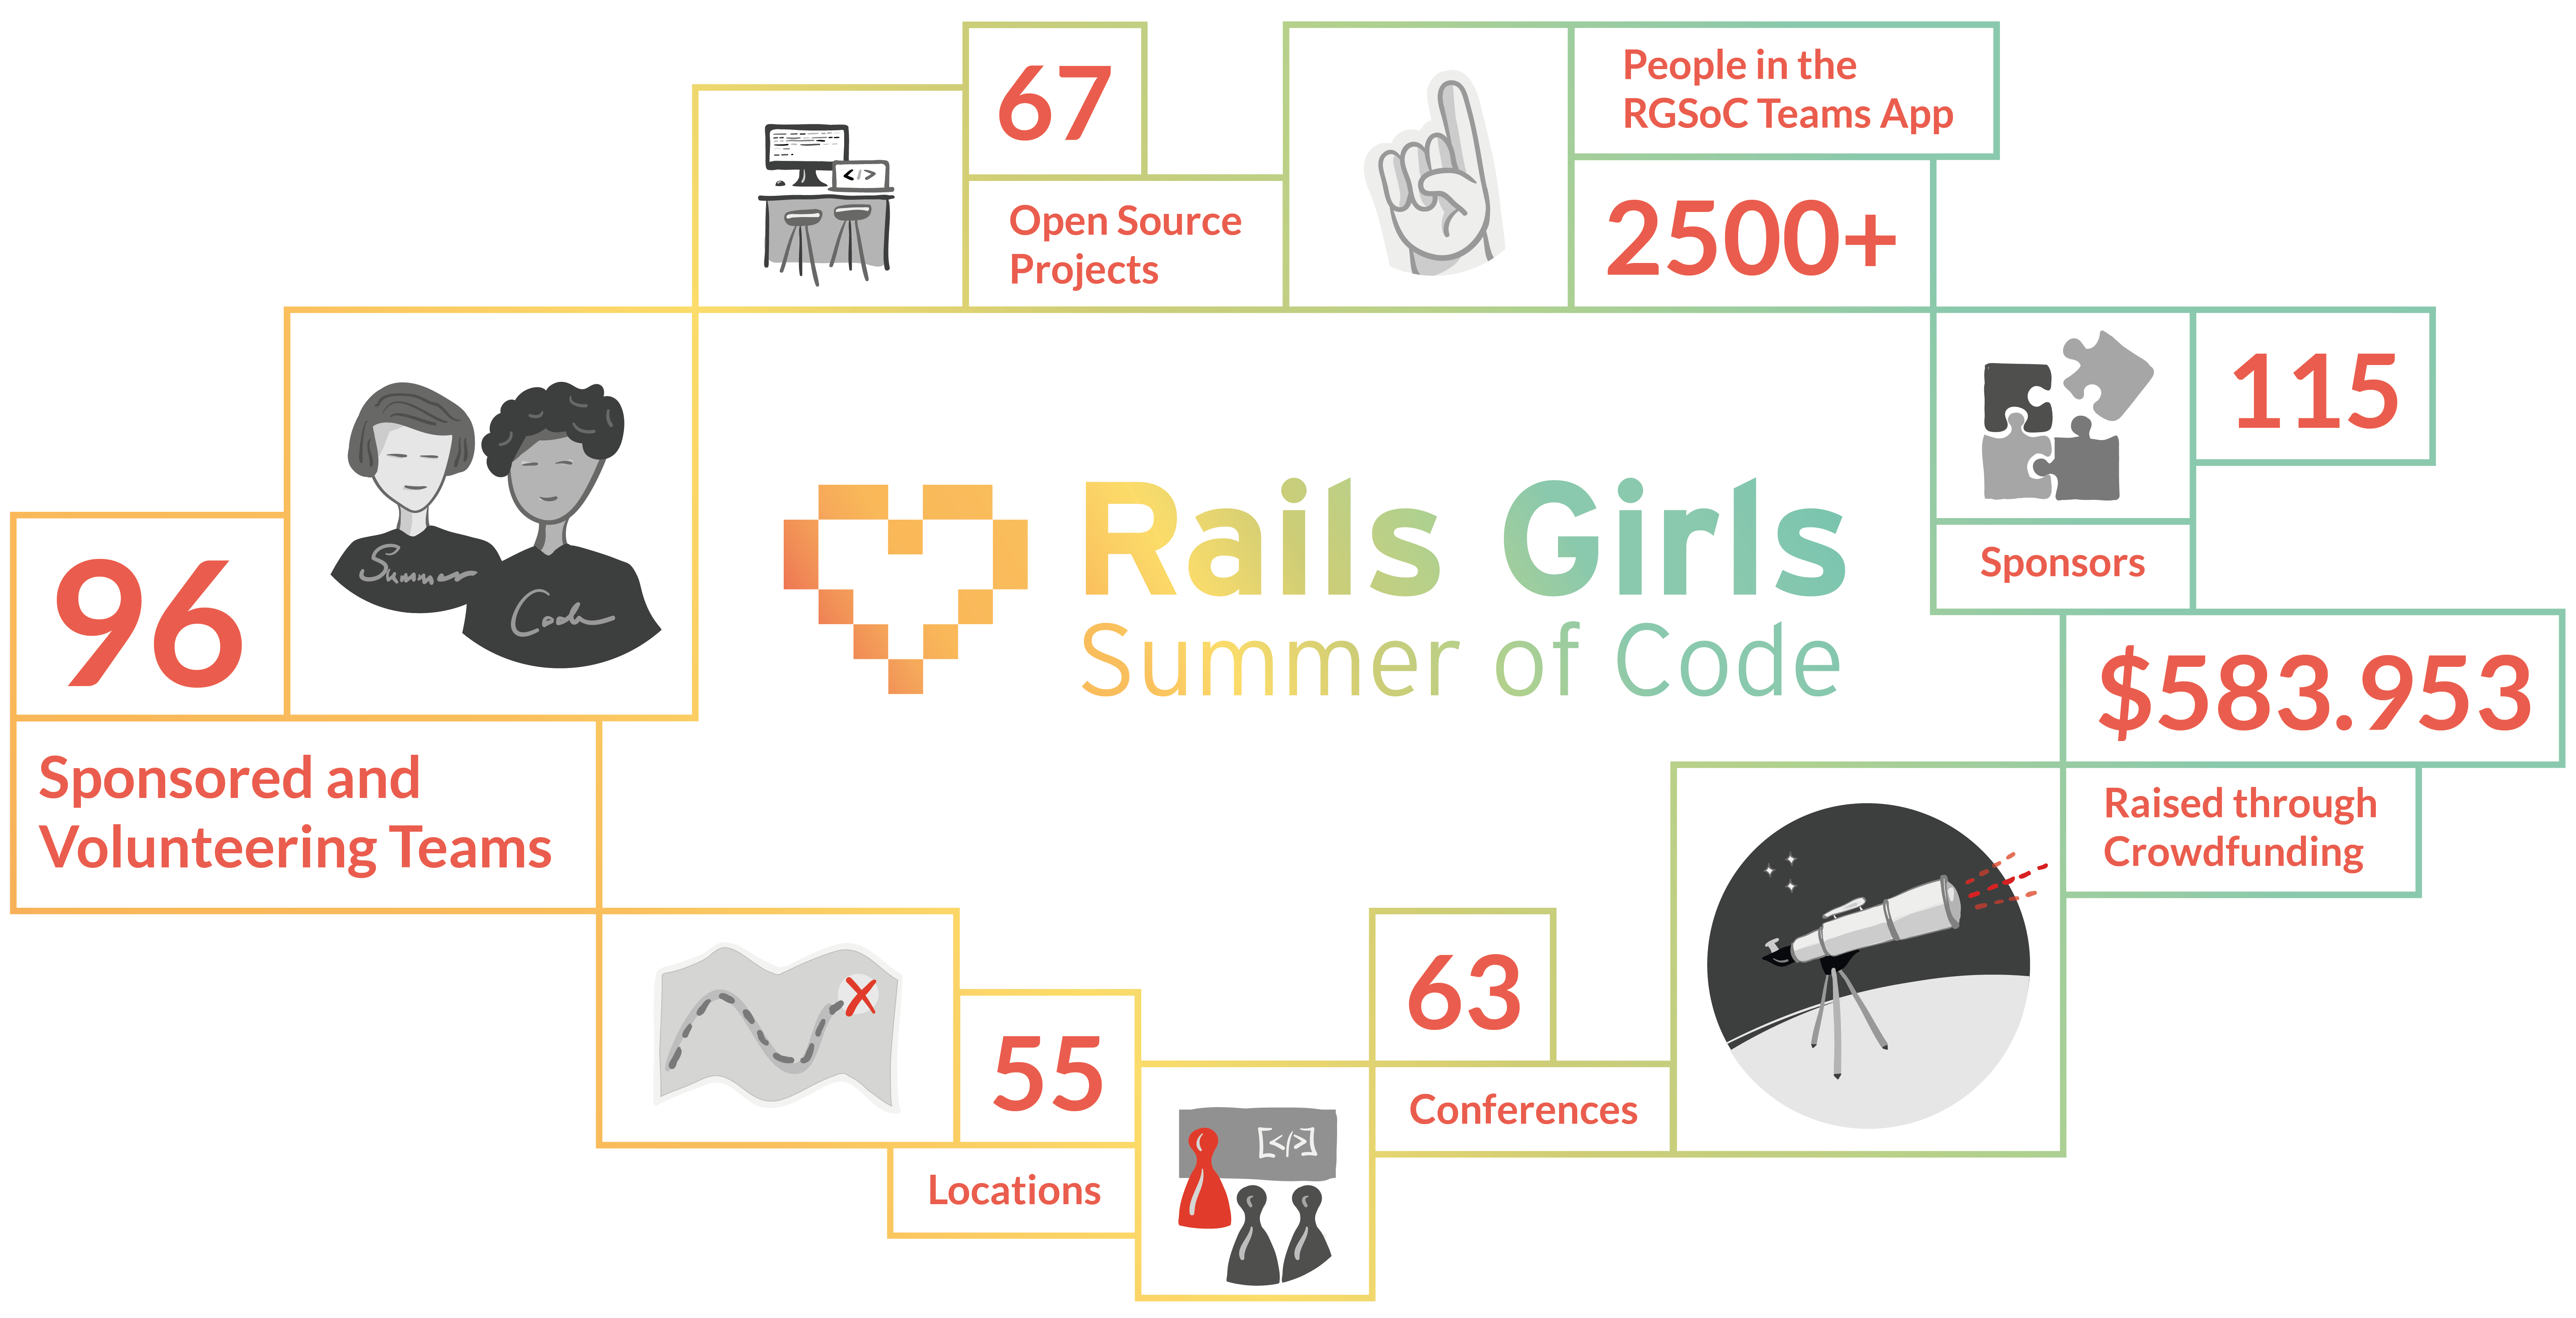 67
Open Source
Projects
People in the
RGSoC Teams App
2500+
</>
115
Sponsors
Summer
Code
96
Sponsored and
Volunteering Teams
Rails Girls
Summer of Code
$583.953
Raised through
Crowdfunding
55
Locations
63
Conferences
[</>]